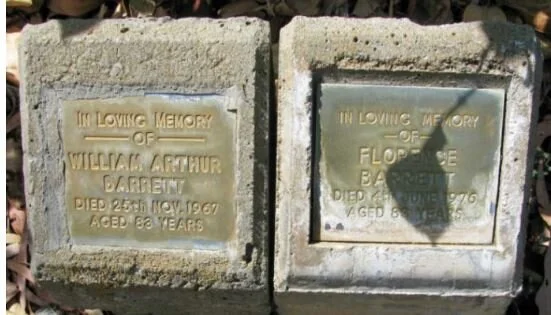 IN LOVING MEMORY
OF
WILLIAM ARTHUR
BARRETT
DIED 25TH NOV 1967
AGED 83 YEARS
IN LOVING MEMORY
OF
FLORENCE
BARRETT
DIED JUNE 1976
AGED YEARS